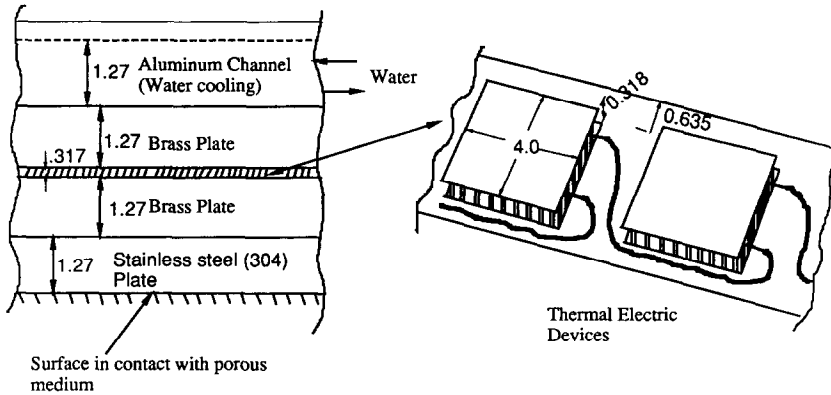 1.27
Aluminum Channel
(Water cooling)
Water
1.27 Brass Plate
.317
1.27 Brass Plate
1.27
Stainless steel (304)
Plate
Surface in contact with porous
medium
0.318
0.635
4.0
Thermal Electric
Devices